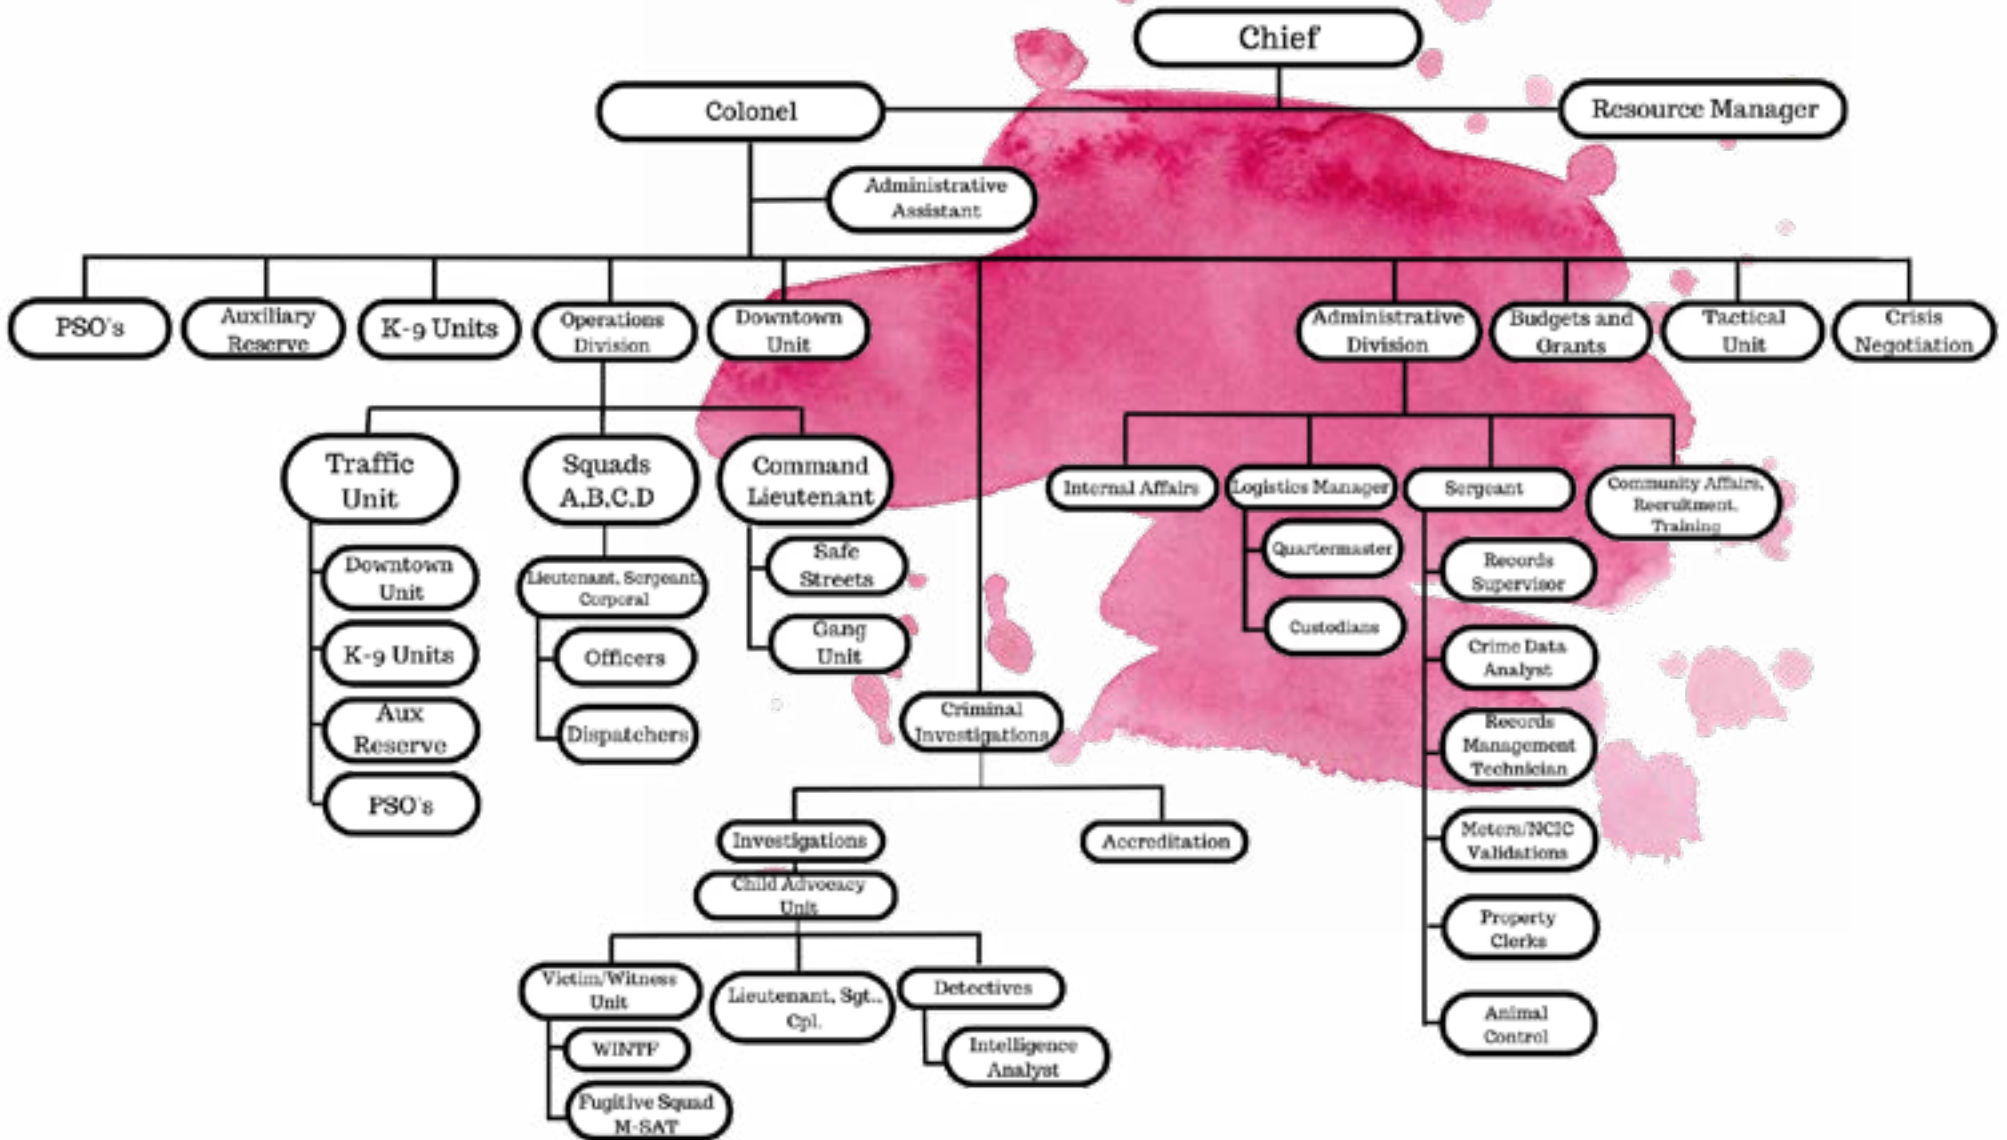 Chief
Colonel
Resource Manager
Administrative
Assistant
PSO's
Auxiliary
Reserve
K-9 Units
Operations
Division
Downtown
Unit
Administrative
Division
Budgets and
Grants
Tactical
Unit
Crisis
Negotiation
Traffic
Unit
Squads
A,B,C,D
Command
Lieutenant
Internal Affairs
Logistics Manager
Sergeant
Community Affairs,
Recruitment,
Training
Downtown
Unit
K-9 Units
Aux
Reserve
PSO's
Lieutenant, Sergeant,
Corporal
Officers
Dispatchers
Safe
Streets
Gang
Unit
Quartermaster
Custodians
Records
Supervisor
Crime Data
Analyst
Records
Management
Technician
Meters/NCIC
Validations
Property
Clerks
Animal
Control
Criminal
Investigations
Investigations
Accreditation
Child Advocacy
Unit
Victim/Witness
Unit
Lieutenant, Sgt.,
Cpl.
Detectives
WINTF
Fugitive Squad
M-SAT
Intelligence
Analyst